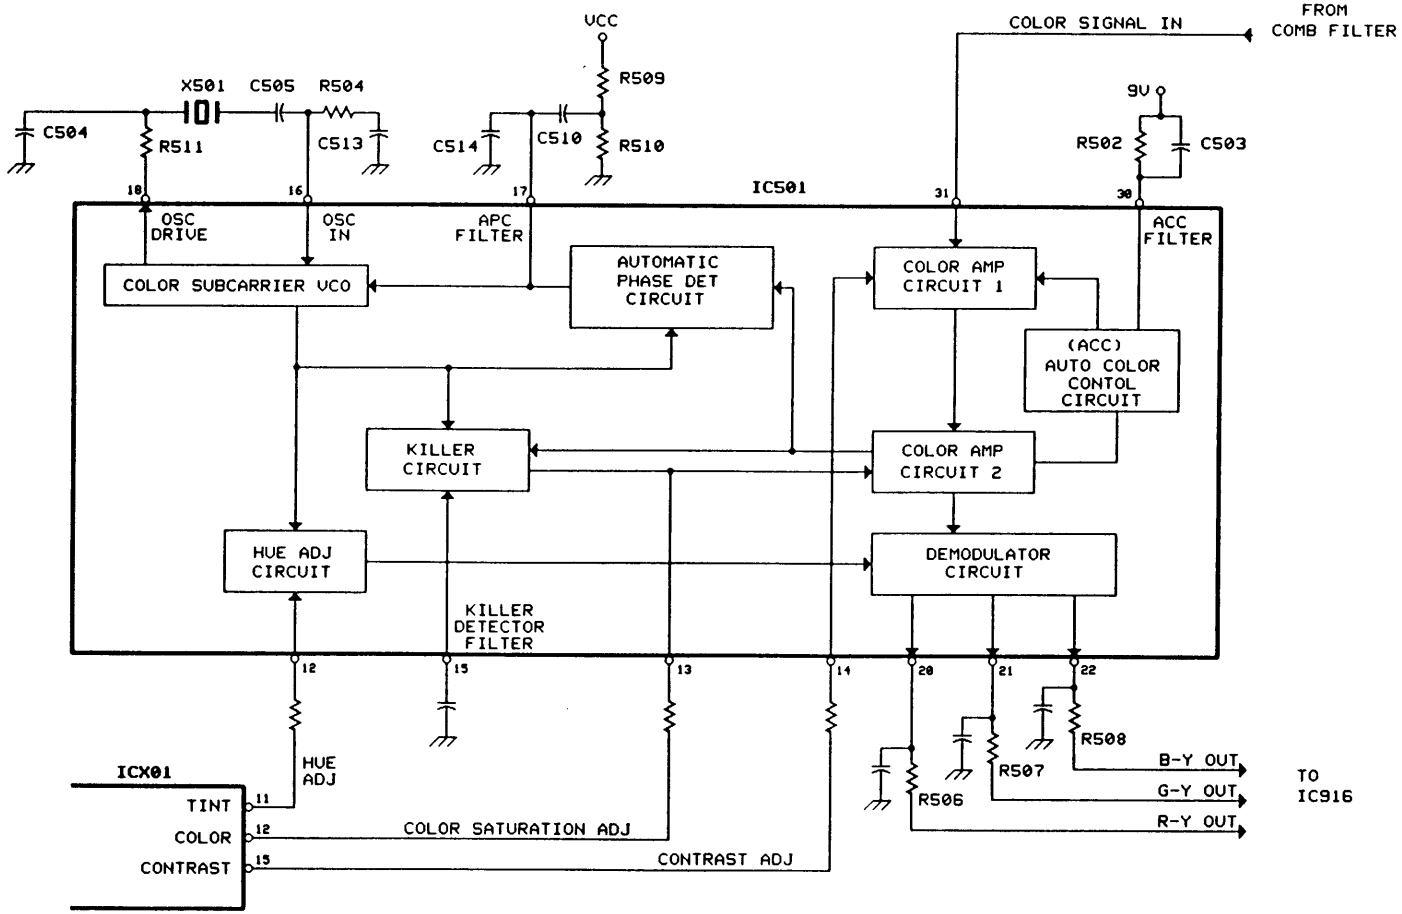 FROM
COMB FILTER
COLOR SIGNAL IN
VCC
R509
X501
C505
R504
9V
C504
R511
C513
C514
C510
R510
R502
C503
18
16
17
IC501
31
30
OSC
DRIVE
OSC
IN
APC
FILTER
ACC
FILTER
COLOR SUBCARRIER VCO
AUTOMATIC
PHASE DET
CIRCUIT
COLOR AMP
CIRCUIT 1
(ACC)
AUTO COLOR
CONTOL
CIRCUIT
KILLER
CIRCUIT
COLOR AMP
CIRCUIT 2
HUE ADJ
CIRCUIT
DEMODULATOR
CIRCUIT
KILLER
DETECTOR
FILTER
12
15
13
14
20
21
22
R508
R507
R506
HUE
ADJ
ICX01
TINT
11
COLOR
12
COLOR SATURATION ADJ
CONTRAST
15
CONTRAST ADJ
B-Y OUT
G-Y OUT
R-Y OUT
TO
IC916